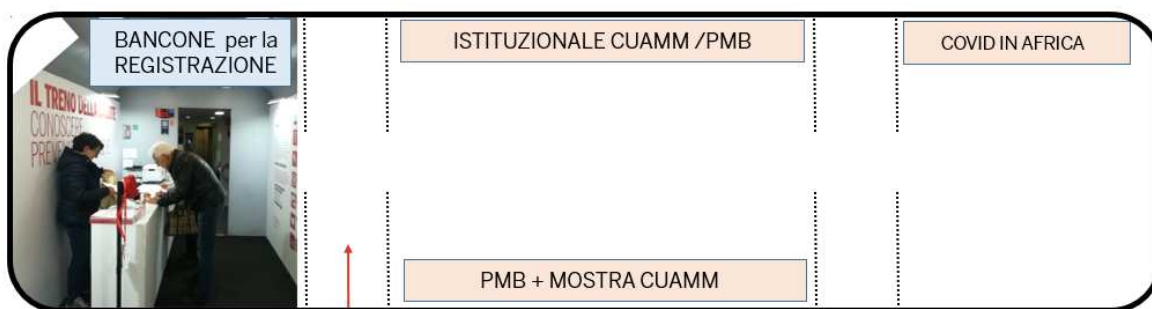 BANCONE per la
REGISTRAZIONE
ISTITUZIONALE CUAMM /PMB
COVID IN AFRICA
IL TRENO DELLA
CONOSCERE
PMB + MOSTRA CUAMM